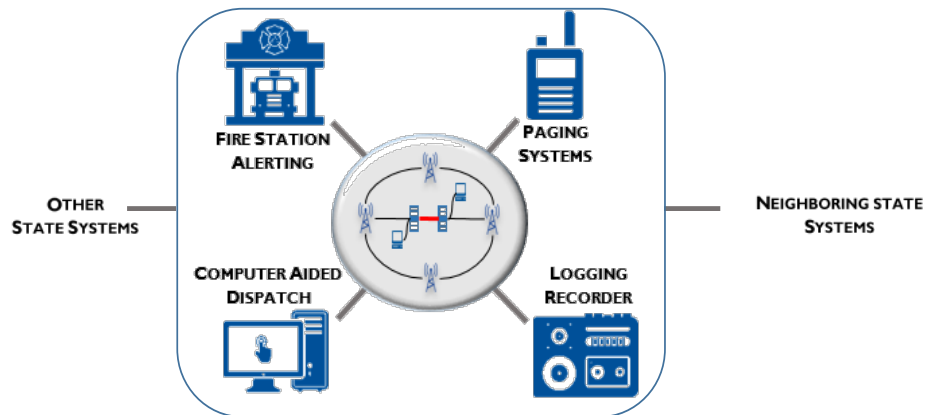 FIRE STATION
ALERTING
PAGING
SYSTEMS
OTHER
STATE SYSTEMS
NEIGHBORING STATE
SYSTEMS
COMPUTER AIDED
DISPATCH
LOGGING
RECORDER